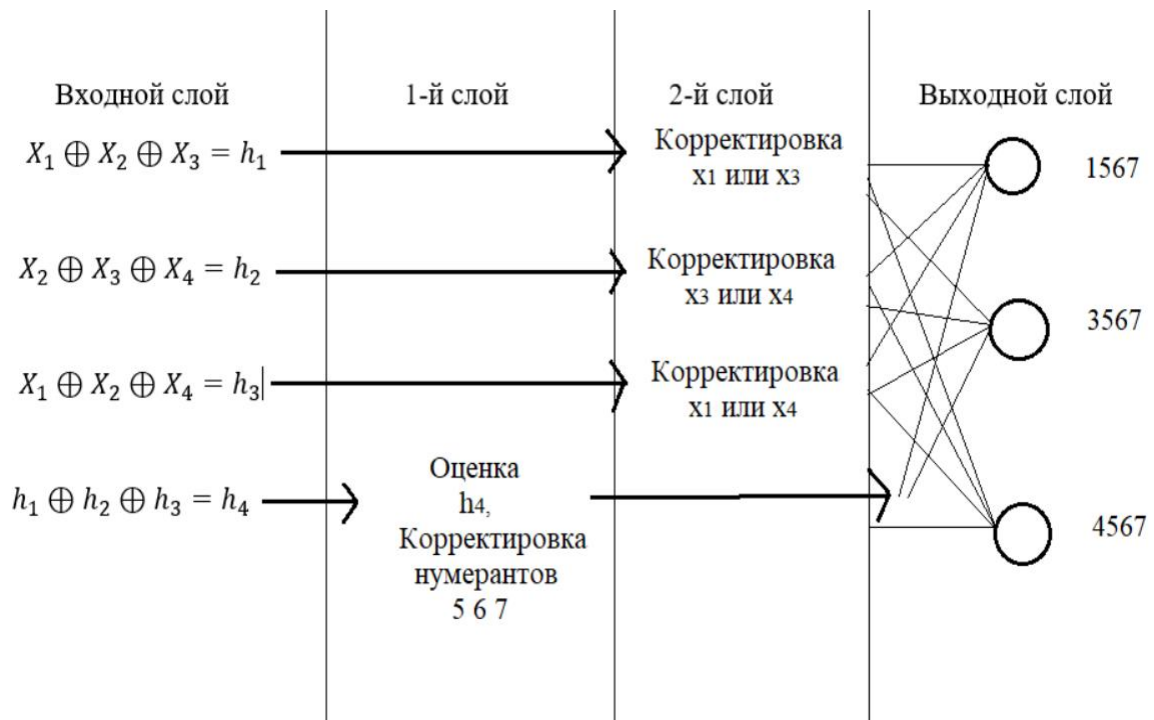 Входной слой
1-й слой
2-й слой
Выходной слой
X₁ ⊕ X₂ ⊕ X₃ = h₁
Корректировка
x1 или x3
1567
X₂ ⊕ X₃ ⊕ X₄ = h₂
Корректировка
x3 или x4
3567
X₁ ⊕ X₂ ⊕ X₄ = h₃
Корректировка
x1 или x4
h₁ ⊕ h₂ ⊕ h₃ = h₄
Оценка
h4,
Корректировка
нумерантов
5 6 7
4567